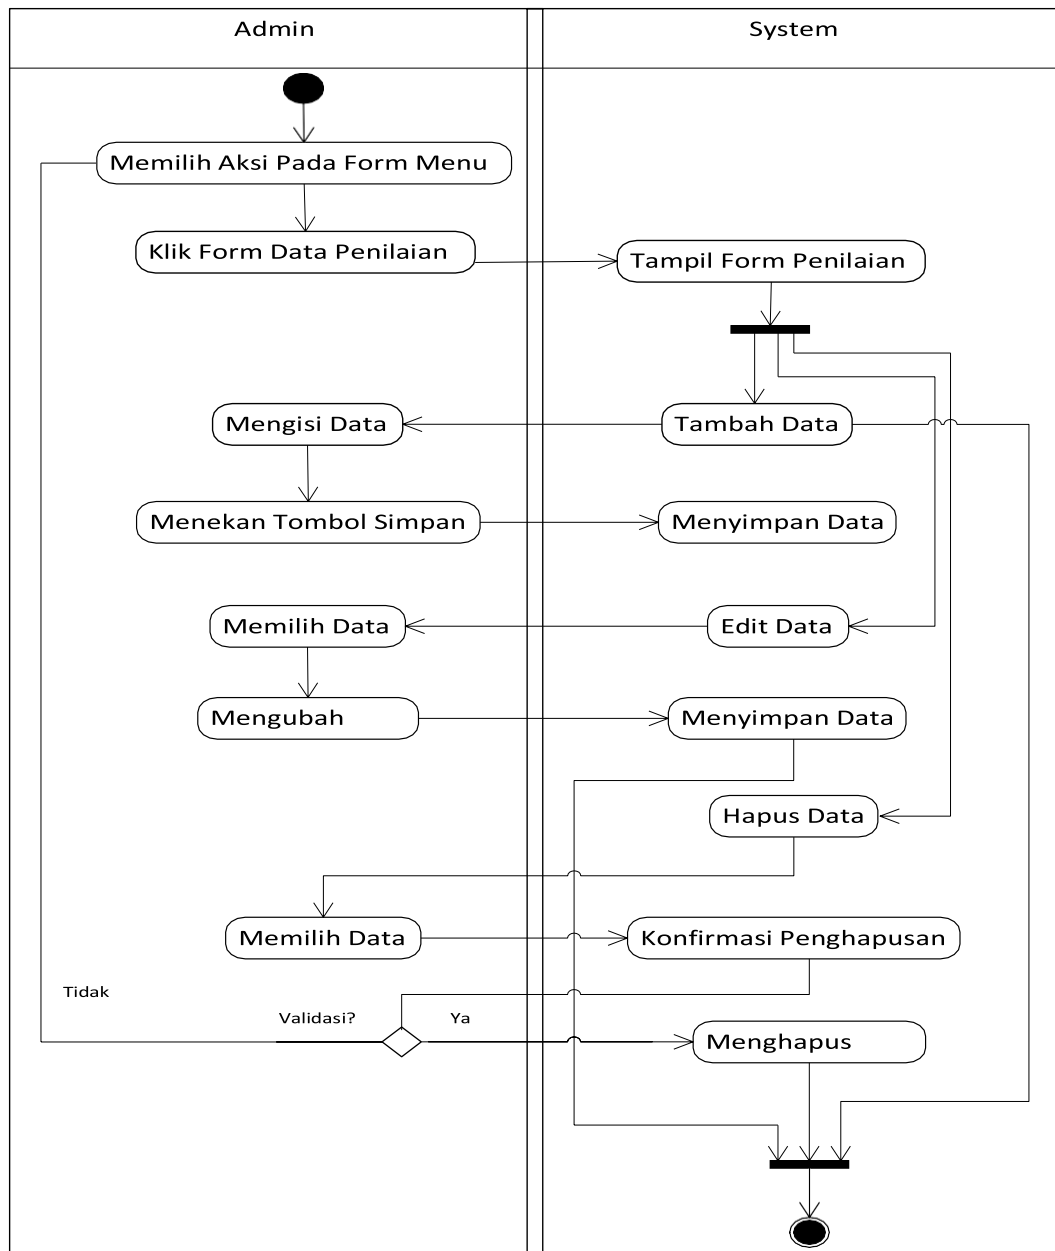 Admin
System
Memilih Aksi Pada Form Menu
Klik Form Data Penilaian
Tampil Form Penilaian
Mengisi Data
Tambah Data
Menekan Tombol Simpan
Menyimpan Data
Memilih Data
Edit Data
Mengubah
Menyimpan Data
Hapus Data
Memilih Data
Konfirmasi Penghapusan
Tidak
Validasi?
Ya
Menghapus